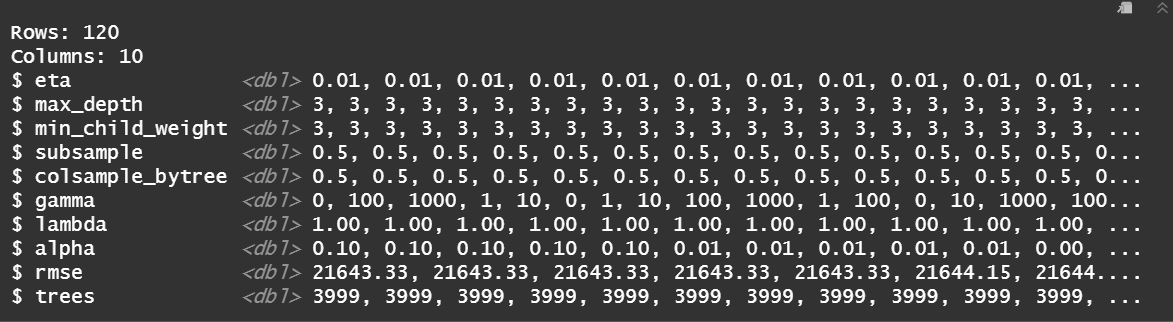 Rows: 120
Columns: 10
$ eta <dbl> 0.01, 0.01, 0.01, 0.01, 0.01, 0.01, 0.01, 0.01, 0.01, 0.01, 0.01, ...
$ max_depth <dbl> 3, 3, 3, 3, 3, 3, 3, 3, 3, 3, 3, 3, 3, 3, 3, 3, 3, 3, 3, 3, 3, 3, ...
$ min_child_weight <dbl> 3, 3, 3, 3, 3, 3, 3, 3, 3, 3, 3, 3, 3, 3, 3, 3, 3, 3, 3, 3, 3, 3, ...
$ subsample <dbl> 0.5, 0.5, 0.5, 0.5, 0.5, 0.5, 0.5, 0.5, 0.5, 0.5, 0.5, 0.5, 0.5, 0...
$ colsample_bytree <dbl> 0.5, 0.5, 0.5, 0.5, 0.5, 0.5, 0.5, 0.5, 0.5, 0.5, 0.5, 0.5, 0.5, 0...
$ gamma <dbl> 0, 100, 1000, 1, 10, 0, 1, 10, 100, 1000, 1, 100, 0, 10, 1000, 100...
$ lambda <dbl> 1.00, 1.00, 1.00, 1.00, 1.00, 1.00, 1.00, 1.00, 1.00, 1.00, 1.00, ...
$ alpha <dbl> 0.10, 0.10, 0.10, 0.10, 0.10, 0.01, 0.01, 0.01, 0.01, 0.01, 0.00, ...
$ rmse <dbl> 21643.33, 21643.33, 21643.33, 21643.33, 21643.33, 21644.15, 21644....
$ trees <dbl> 3999, 3999, 3999, 3999, 3999, 3999, 3999, 3999, 3999, 3999, 3999, ...